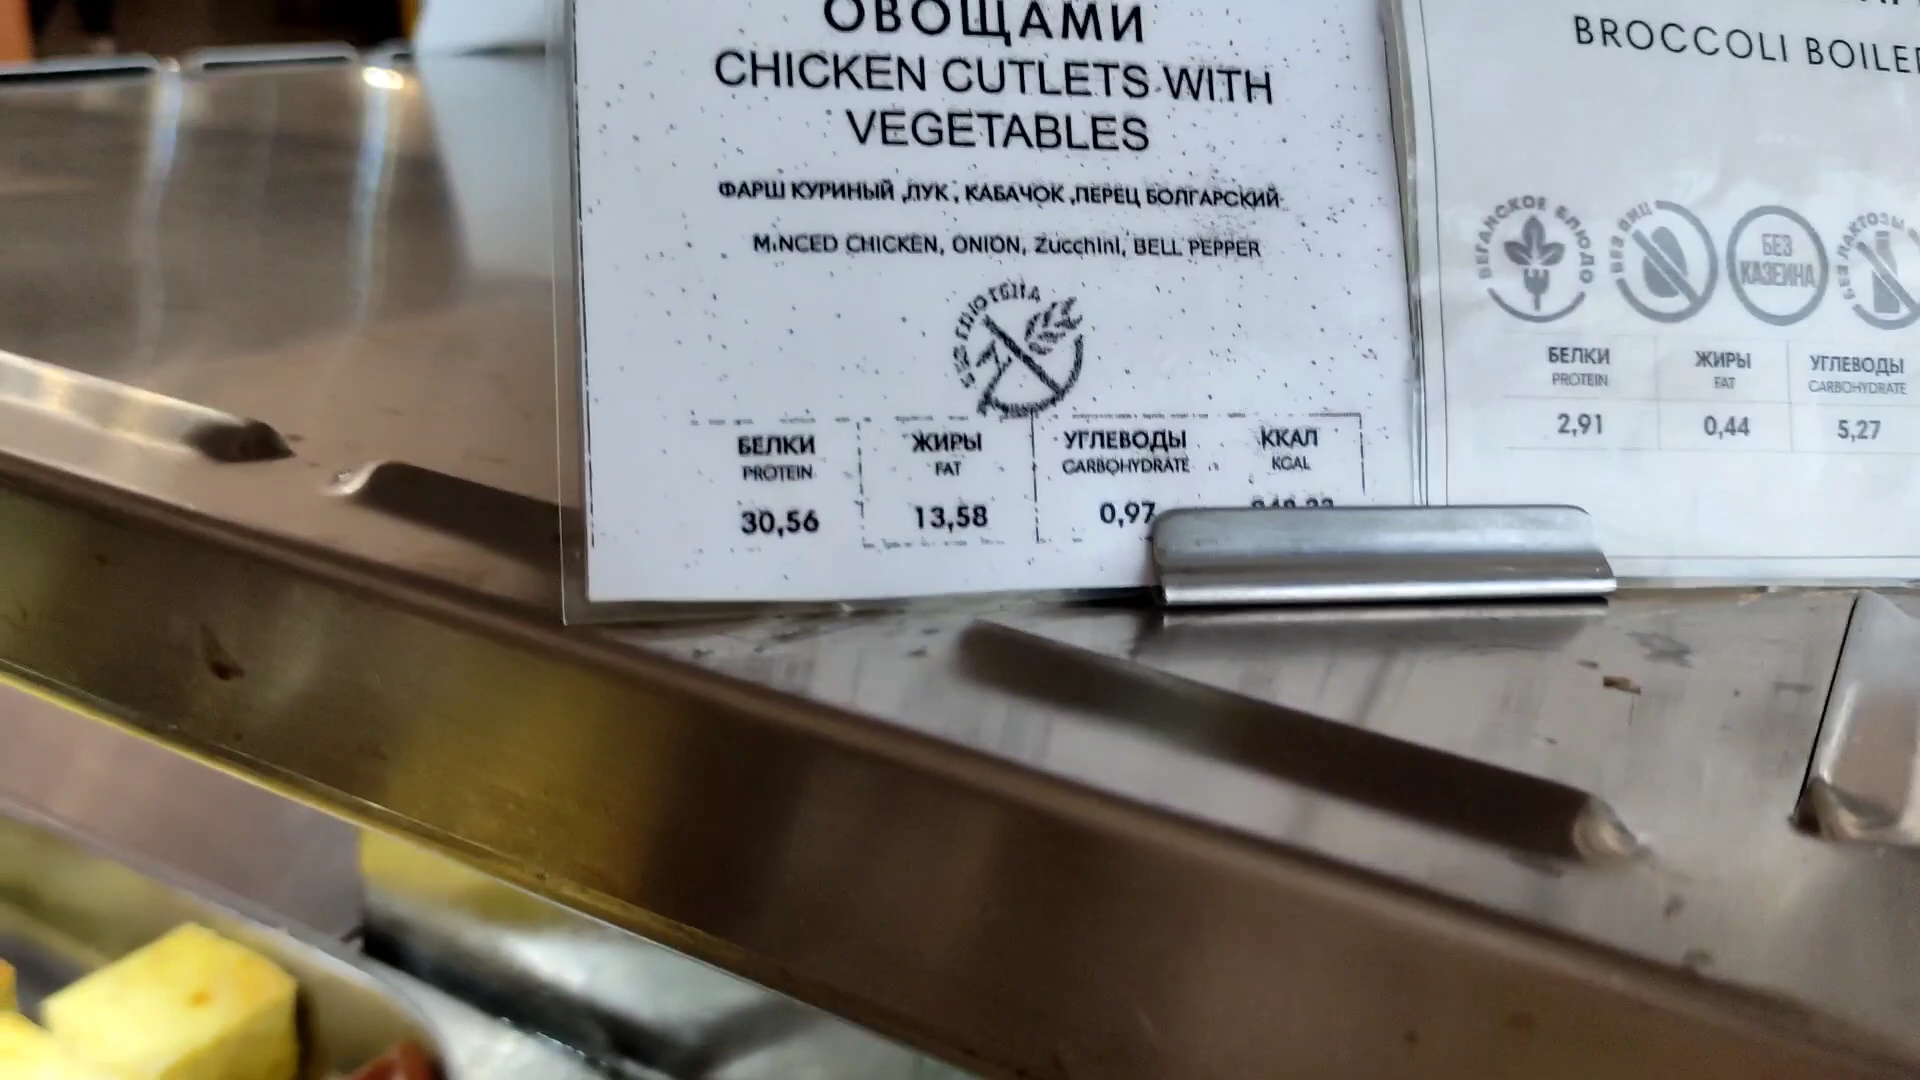 ОВОЩАМИ
CHICKEN CUTLETS WITH
VEGETABLES
ФАРШ КУРИНЫЙ ,ЛУК, КАБАЧОК ,ПЕРЕЦ БОЛГАРСКИЙ
MINCED CHICKEN, ONION, Zucchini, BELL PEPPER
БЕЛКИ ЖИРЫ УГЛЕВОДЫ ККАЛ
PROTEIN FAT CARBOHYDRATE KCAL
30,56 13,58 0,97
BROCCOLI
ВЕГАНСКОЕ БЛЮДО
БЕЗ ЯИЦ
БЕЗ
КАЗЕИНА
БЕЗ ЛАКТОЗЫ
БЕЛКИ ЖИРЫ УГЛЕВОДЫ
PROTEIN FAT CARBOHYDRATE
2,91 0,44 5,27